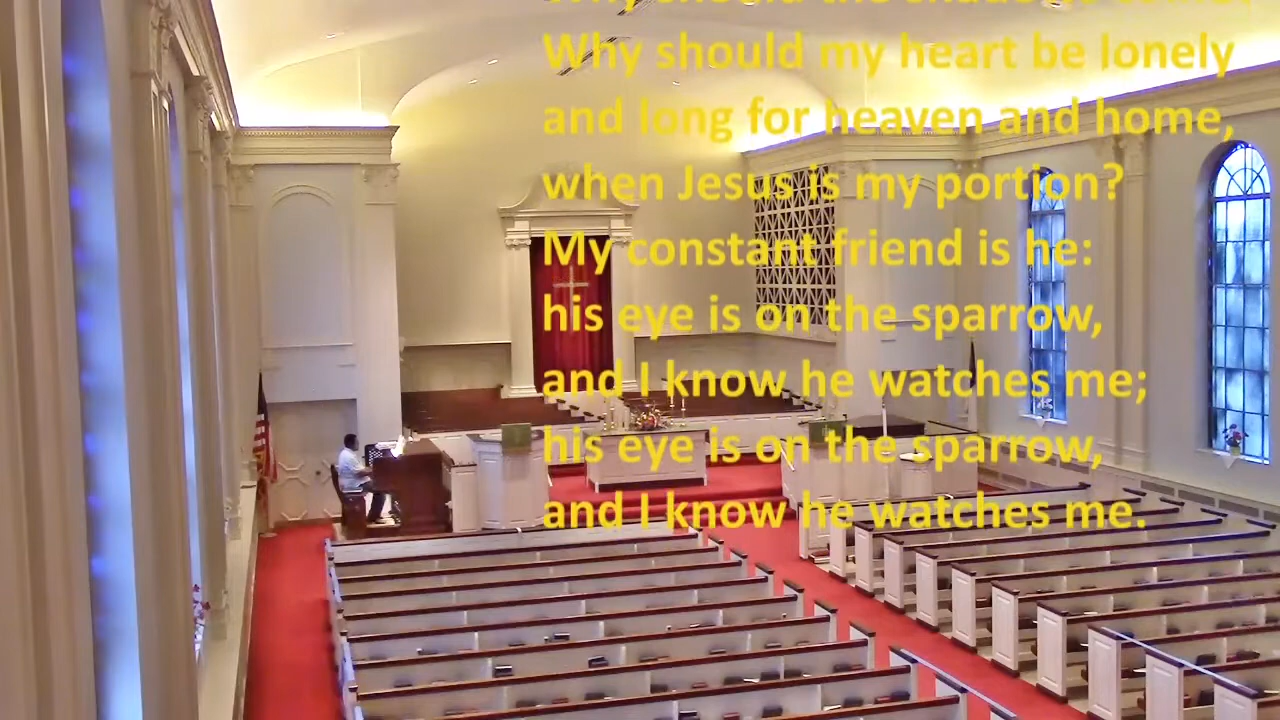 Why should my heart be lonely
and long for heaven and home,
when Jesus is my portion?
My constant friend is he:
his eye is on the sparrow,
and I know he watches me;
his eye is on the sparrow,
and I know he watches me.